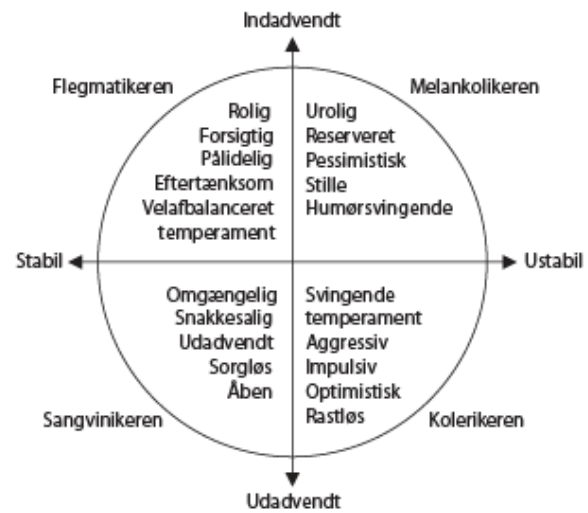 Indadvendt
Flegmatikeren
Melankolikeren
Rolig
Forsigtig
Pålidelig
Eftertænksom
Velafbalanceret
temperament
Urolig
Reserveret
Pessimistisk
Stille
Humørsvingende
Stabil
Ustabil
Omgængelig
Snakkesalig
Udadvendt
Sorgløs
Åben
Svingende
temperament
Aggressiv
Impulsiv
Optimistisk
Rastløs
Sangvinikeren
Kolerikeren
Udadvendt